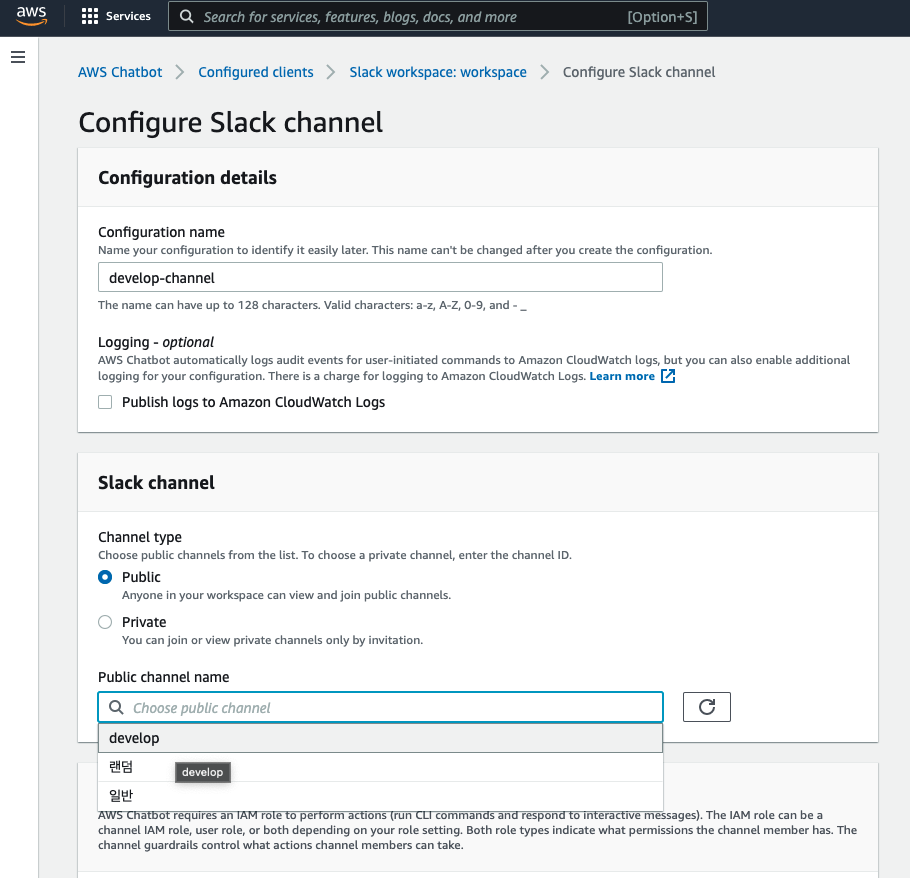 aws
Services
Search for services, features, blogs, docs, and more
[Option+S]
AWS Chatbot
Configured clients
Slack workspace: workspace
Configure Slack channel
Configure Slack channel
Configuration details
Configuration name
Name your configuration to identify it easily later. This name can't be changed after you create the configuration.
develop-channel
The name can have up to 128 characters. Valid characters: a-z, A-Z, 0-9, and - _
Logging - optional
AWS Chatbot automatically logs audit events for user-initiated commands to Amazon CloudWatch logs, but you can also enable additional
logging for your configuration. There is a charge for logging to Amazon CloudWatch Logs. Learn more
Publish logs to Amazon CloudWatch Logs
Slack channel
Channel type
Choose public channels from the list. To choose a private channel, enter the channel ID.
Public
Anyone in your workspace can view and join public channels.
Private
You can join or view private channels only by invitation.
Public channel name
Choose public channel
develop
랜덤
develop
일반
AWS Chatbot requires an IAM role to perform actions (run CLI commands and respond to interactive messages). The IAM role can be a
channel IAM role, user role, or both depending on your role setting. Both role types indicate what permissions the channel member has. The
channel guardrails control what actions channel members can take.